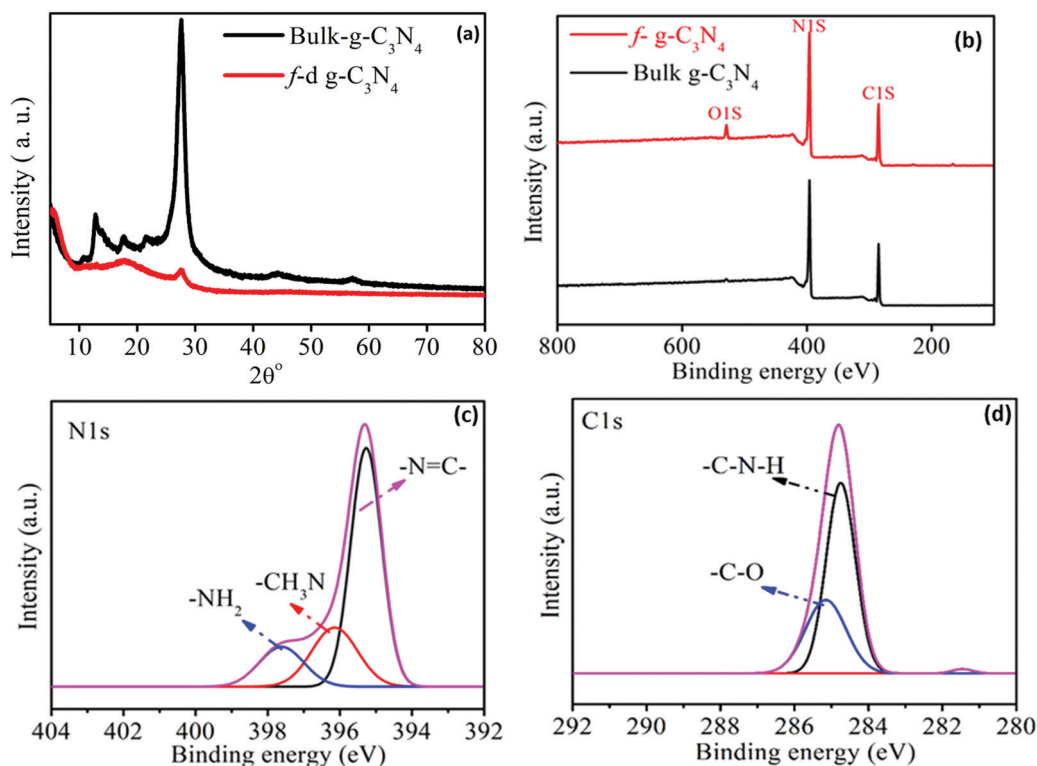 (a)
Bulk-g-C₃N₄
f-d g-C₃N₄
Intensity ( a. u. )
10 20 30 40 50 60 70 80
2θ°
(b)
f- g-C₃N₄
Bulk g-C₃N₄
N1S
C1S
O1S
Intensity (a.u.)
800 600 400 200
Binding energy (eV)
(c)
N1s
-N=C-
-CH₃N
-NH₂
Intensity (a.u.)
404 402 400 398 396 394 392
Binding energy (eV)
(d)
C1s
-C-N-H
-C-O
Intensity (a.u.)
292 290 288 286 284 282 280
Binding energy (eV)